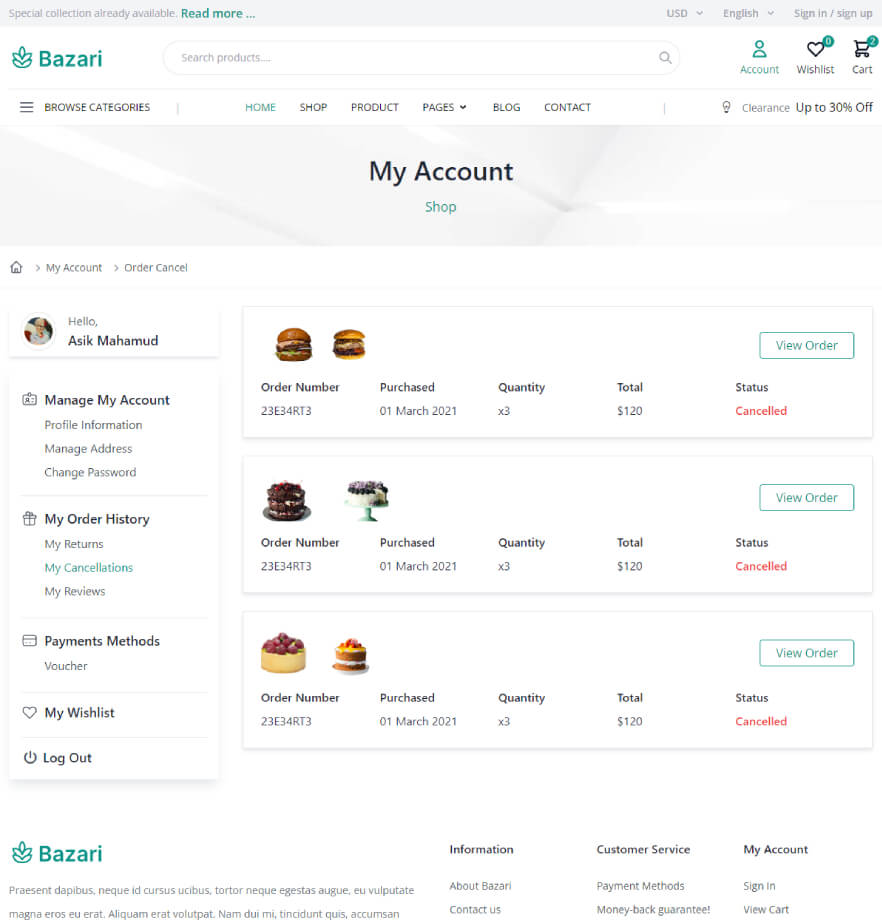 Special collection already available. Read more ...
USD English Sign in / sign up
Bazari
Search products....
Account
0
Wishlist
2
Cart
BROWSE CATEGORIES | HOME SHOP PRODUCT PAGES BLOG CONTACT | Clearance Up to 30% Off
My Account
Shop
> My Account > Order Cancel
Hello,
Asik Mahamud
Manage My Account
Profile Information
Manage Address
Change Password
My Order History
My Returns
My Cancellations
My Reviews
Payments Methods
Voucher
My Wishlist
Log Out
View Order
Order Number Purchased Quantity Total Status
23E34RT3 01 March 2021 x3 $120 Cancelled
View Order
Order Number Purchased Quantity Total Status
23E34RT3 01 March 2021 x3 $120 Cancelled
View Order
Order Number Purchased Quantity Total Status
23E34RT3 01 March 2021 x3 $120 Cancelled
Bazari
Praesent dapibus, neque id cursus ucibus, tortor neque egestas augue, eu vulputate
magna eros eu erat. Aliquam erat volutpat. Nam dui mi, tincidunt quis, accumsan
Information
About Bazari
Contact us
Customer Service
Payment Methods
Money-back guarantee!
My Account
Sign In
View Cart